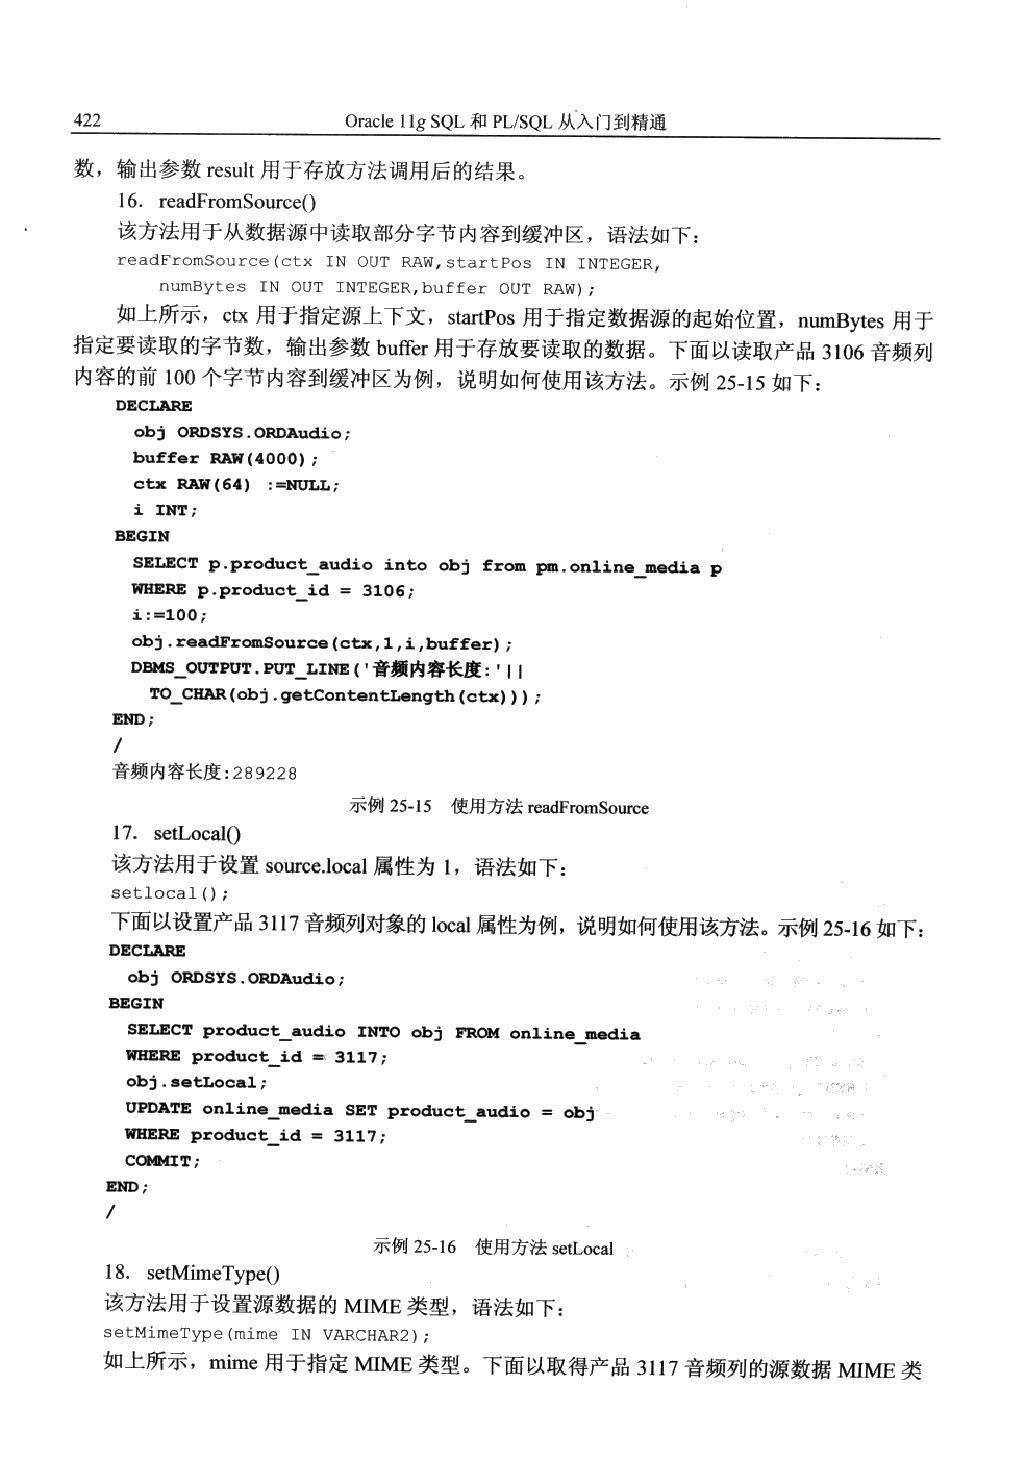 422
Oracle 11g SQL 和 PL/SQL 从入门到精通
数，输出参数 result 用于存放方法调用后的结果。
16．readFromSource()
该方法用于从数据源中读取部分字节内容到缓冲区，语法如下：
readFromSource(ctx IN OUT RAW,startPos IN INTEGER,
numBytes IN OUT INTEGER,buffer OUT RAW);
如上所示，ctx 用于指定源上下文，startPos 用于指定数据源的起始位置，numBytes 用于
指定要读取的字节数，输出参数 buffer 用于存放要读取的数据。下面以读取产品 3106 音频列
内容的前 100 个字节内容到缓冲区为例，说明如何使用该方法。示例 25-15 如下：
DECLARE
obj ORDSYS.ORDAudio;
buffer RAW(4000);
ctx RAW(64) :=NULL;
i INT;
BEGIN
SELECT p.product_audio into obj from pm.online_media p
WHERE p.product_id = 3106;
i:=100;
obj.readFromSource(ctx,1,i,buffer);
DBMS_OUTPUT.PUT_LINE('音频内容长度:'||
TO_CHAR(obj.getContentLength(ctx)));
END;
/
音频内容长度:289228
示例 25-15 使用方法 readFromSource
17．setLocal()
该方法用于设置 source.local 属性为 1，语法如下：
setlocal();
下面以设置产品 3117 音频列对象的 local 属性为例，说明如何使用该方法。示例 25-16 如下：
DECLARE
obj ORDSYS.ORDAudio;
BEGIN
SELECT product_audio INTO obj FROM online_media
WHERE product_id = 3117;
obj.setLocal;
UPDATE online_media SET product_audio = obj
WHERE product_id = 3117;
COMMIT;
END;
/
示例 25-16 使用方法 setLocal
18．setMimeType()
该方法用于设置源数据的 MIME 类型，语法如下：
setMimeType(mime IN VARCHAR2);
如上所示，mime 用于指定 MIME 类型。下面以取得产品 3117 音频列的源数据 MIME 类